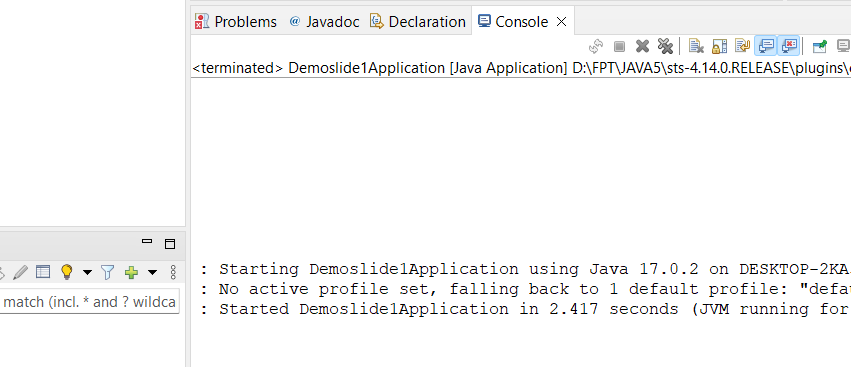 Problems Javadoc Declaration Console
<terminated> Demoslide1Application [Java Application] D:\FPT\JAVA5\sts-4.14.0.RELEASE\plugins\
: Starting Demoslide1Application using Java 17.0.2 on DESKTOP-2KA
match (incl. * and ? wildca
: No active profile set, falling back to 1 default profile: "defau
: Started Demoslide1Application in 2.417 seconds (JVM running for